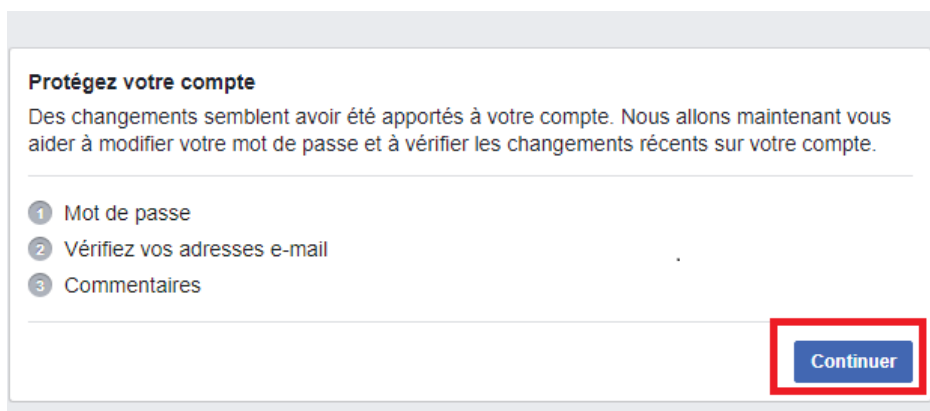 Protégez votre compte
Des changements semblent avoir été apportés à votre compte. Nous allons maintenant vous
aider à modifier votre mot de passe et à vérifier les changements récents sur votre compte.
1 Mot de passe
2 Vérifiez vos adresses e-mail
3 Commentaires
Continuer